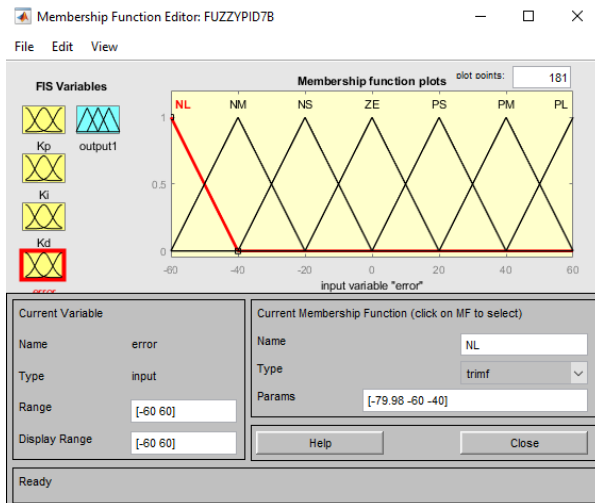 Membership Function Editor: FUZZYPID7B
File Edit View
FIS Variables
Membership function plots
plot points: 181
Kp output1
Ki
Kd
error
NL NM NS ZE PS PM PL
1
0.5
0
-60 -40 -20 0 20 40 60
input variable "error"
Current Variable
Name error
Type input
Range [-60 60]
Display Range [-60 60]
Current Membership Function (click on MF to select)
Name NL
Type trimf
Params [-79.98 -60 -40]
Help Close
Ready